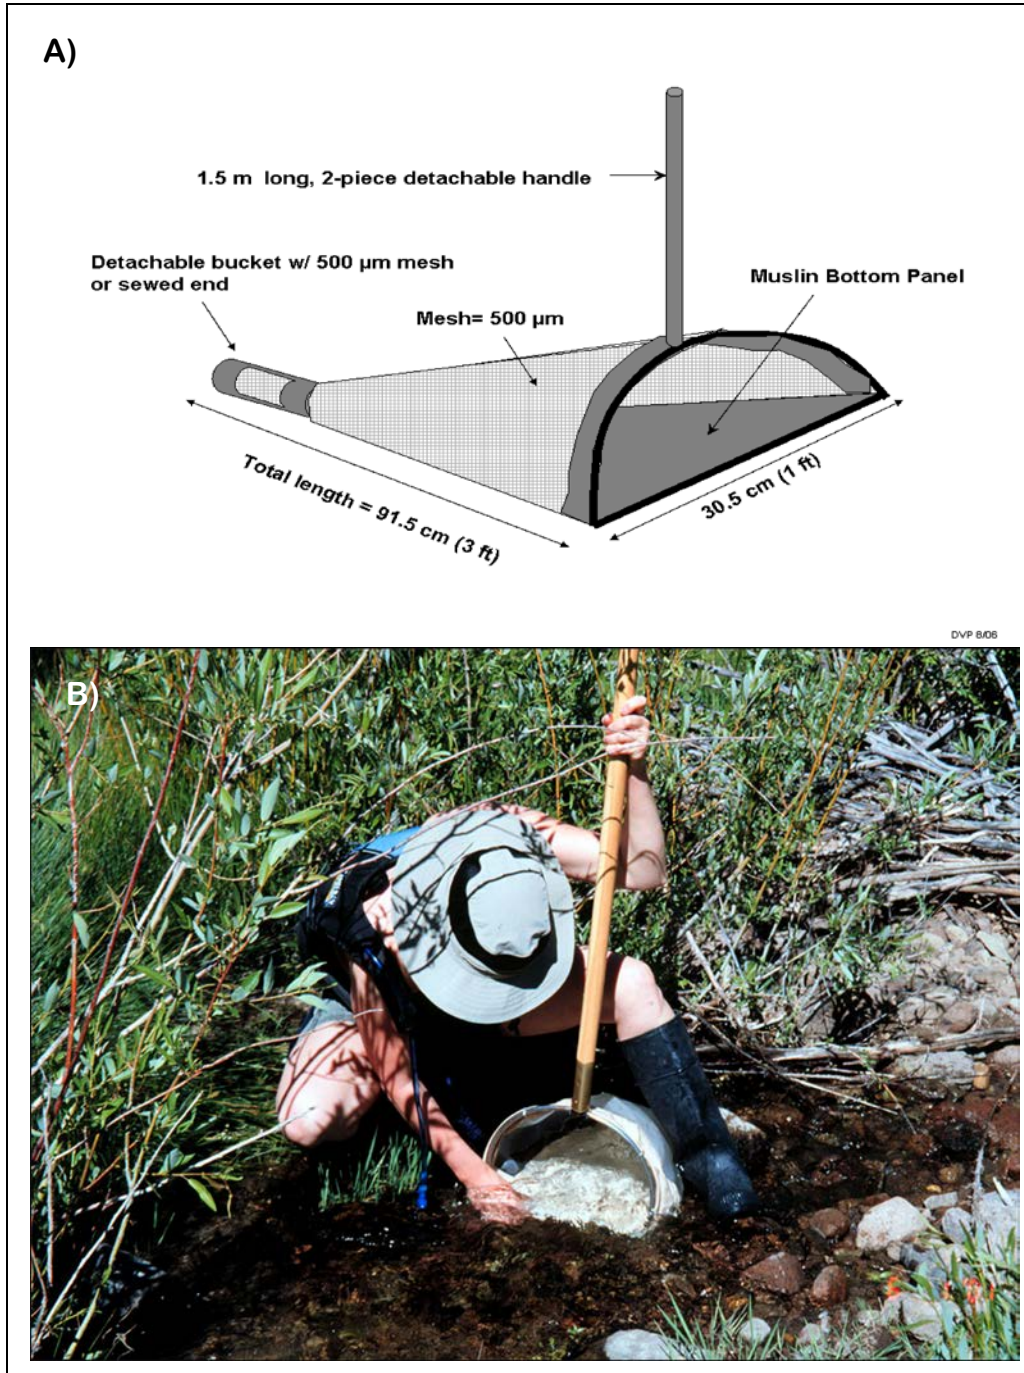 A)
1.5 m long, 2-piece detachable handle
Detachable bucket w/ 500 µm mesh
or sewed end
Muslin Bottom Panel
Mesh= 500 µm
Total length = 91.5 cm (3 ft)
30.5 cm (1 ft)
DVP 8/06
B)